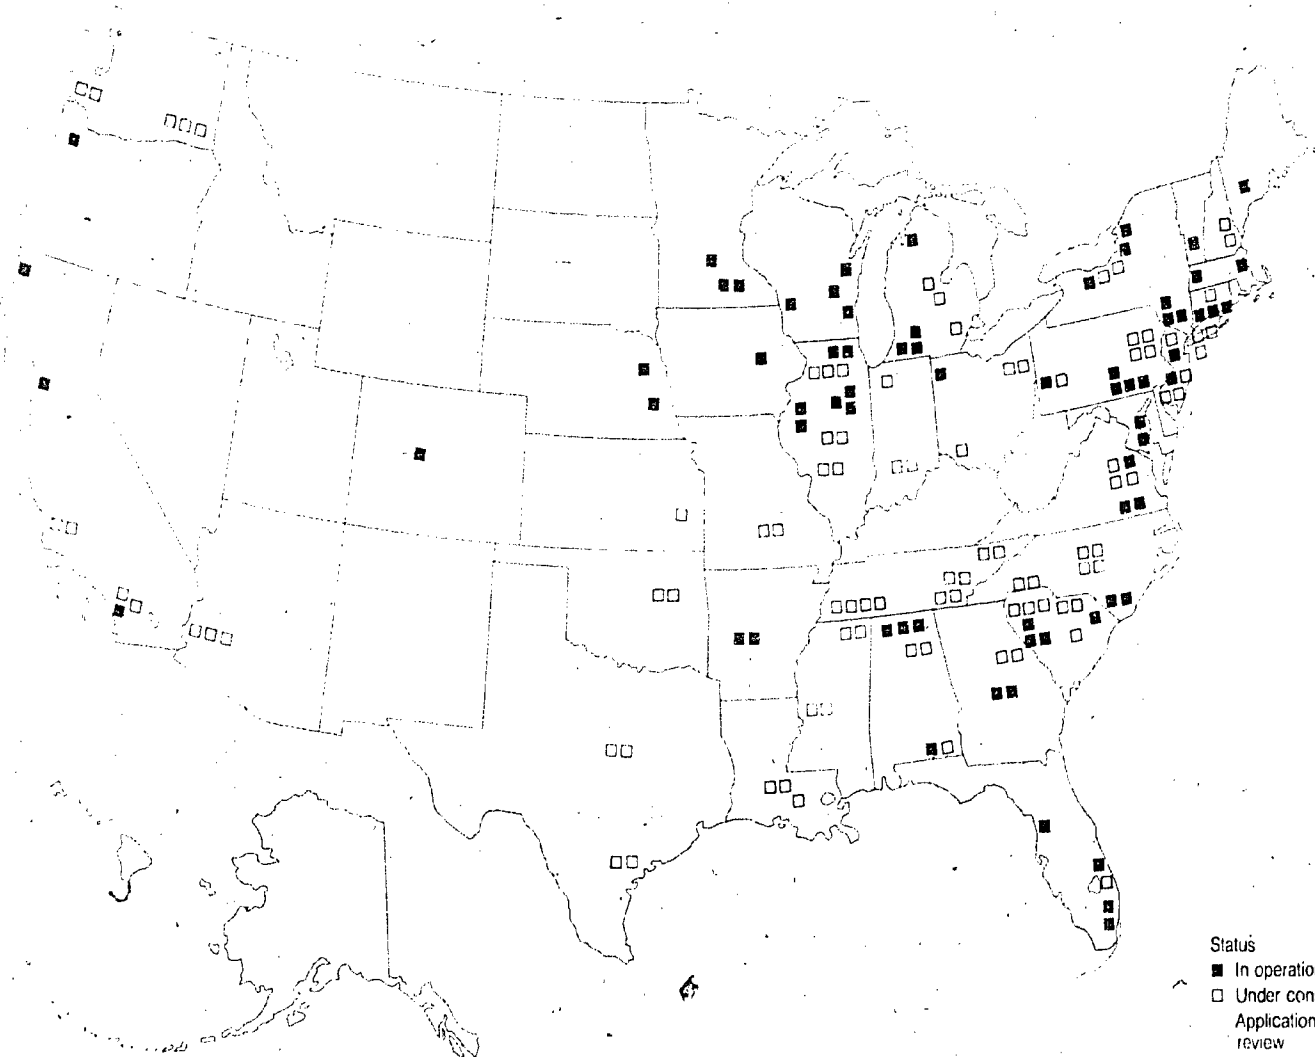 Status
In operatio
Under con
Application
review